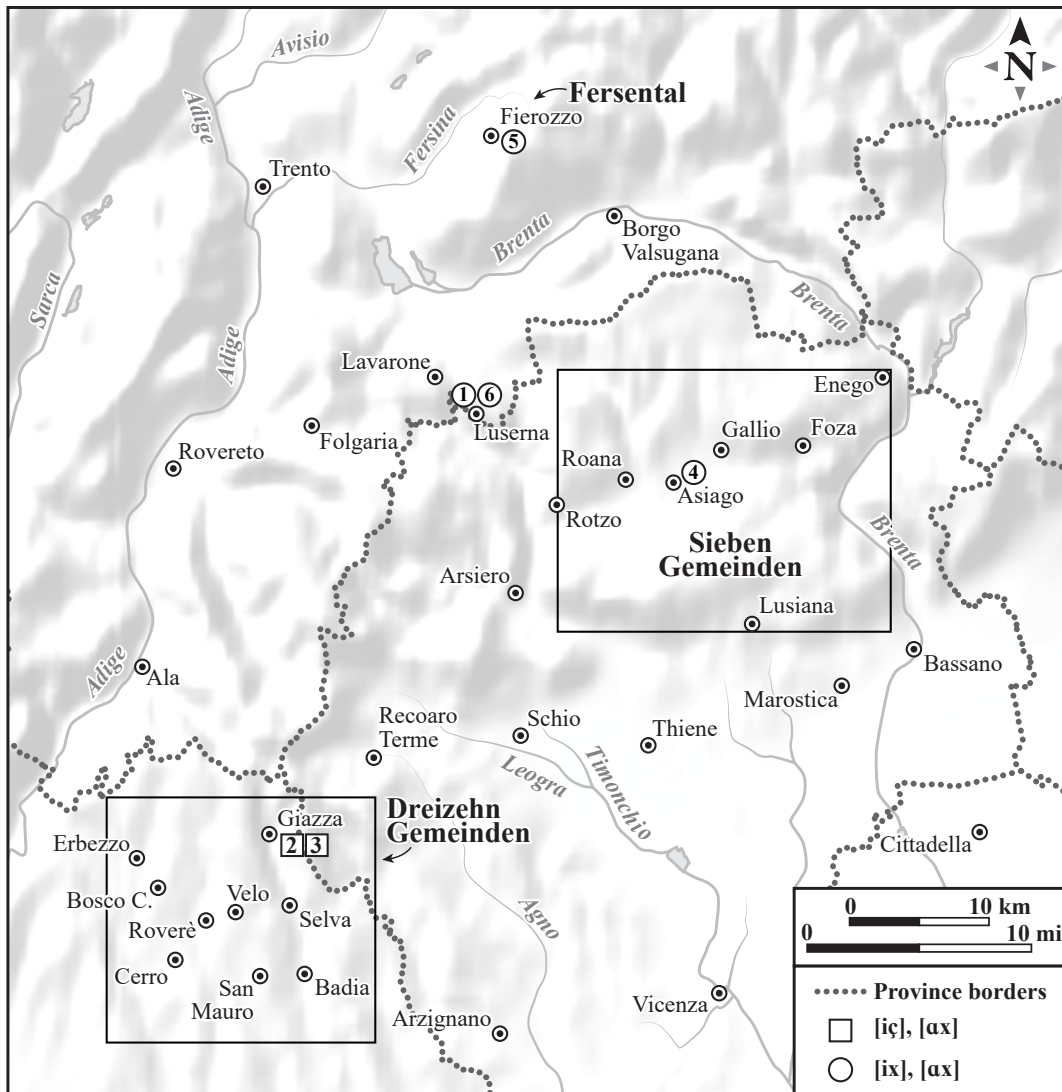 Avisio
N
Adige
Fersental
Fierozzo
5
Fersina
Trento
Brenta
Borgo
Valsugana
Sarca
Adige
Brenta
Lavarone
1 6
Luserna
Enego
Folgaria
Gallio
Foza
Rovereto
Roana
4
Asiago
Rotzo
Brenta
Sieben
Gemeinden
Arsiero
Lusiana
Adige
Ala
Bassano
Marostica
Recoaro
Terme
Schio
Thiene
Leogra
Timonchio
Dreizehn
Gemeinden
Giazza
2 3
Erbezzo
Cittadella
Bosco C.
Velo
Selva
Roverè
Agno
Cerro
San
Mauro
Badia
Vicenza
Arzignano
0 10 km
0 10 mi
Province borders
[iç], [ɑx]
[ix], [ɑx]